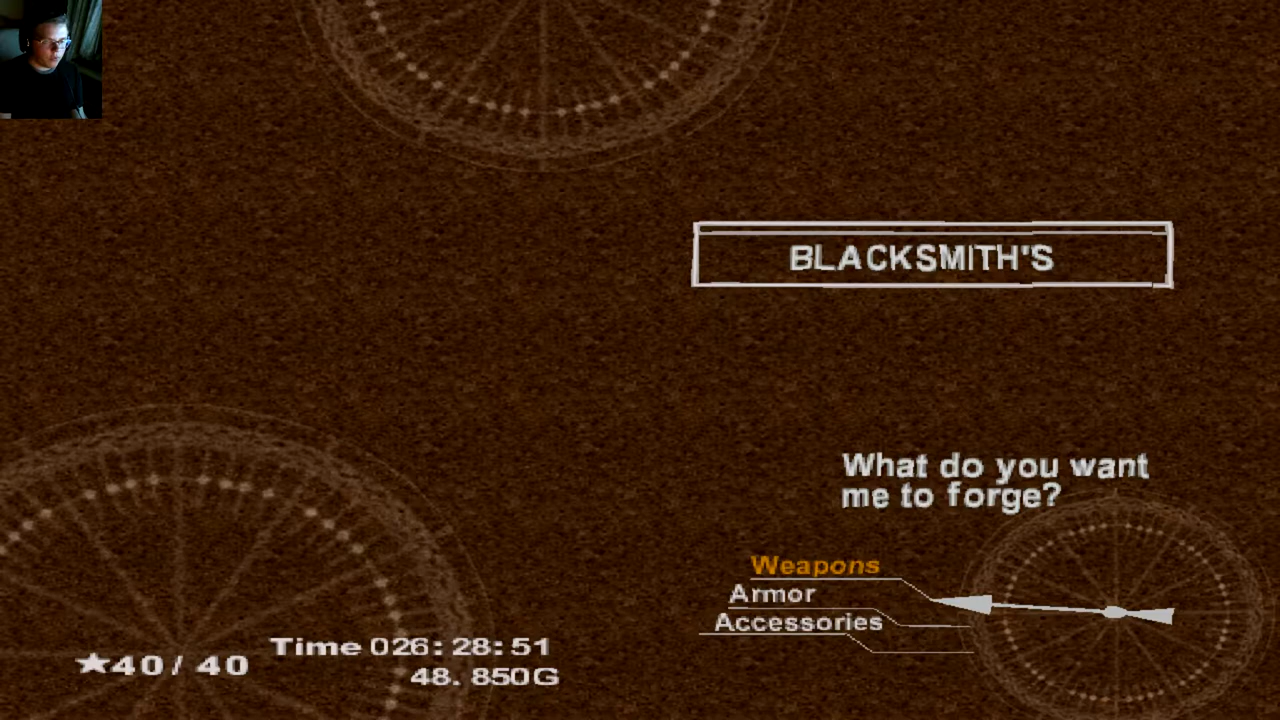 BLACKSMITH'S
What do you want
me to forge?
Weapons
Armor
Accessories
Time 026: 28: 51
★40 / 40
48. 850G